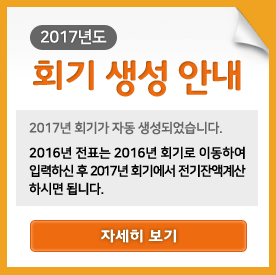 2017년도
회기 생성 안내
2017년 회기가 자동 생성되었습니다.
2016년 전표는 2016년 회기로 이동하여
입력하신 후 2017년 회기에서 전기잔액계산
하시면 됩니다.
자세히 보기